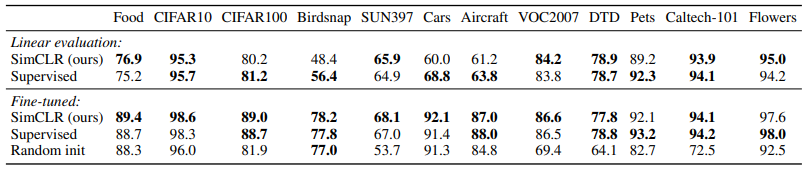 Food CIFAR10 CIFAR100 Birdsnap SUN397 Cars Aircraft VOC2007 DTD Pets Caltech-101 Flowers
Linear evaluation:
SimCLR (ours) 76.9 95.3 80.2 48.4 65.9 60.0 61.2 84.2 78.9 89.2 93.9 95.0
Supervised 75.2 95.7 81.2 56.4 64.9 68.8 63.8 83.8 78.7 92.3 94.1 94.2
Fine-tuned:
SimCLR (ours) 89.4 98.6 89.0 78.2 68.1 92.1 87.0 86.6 77.8 92.1 94.1 97.6
Supervised 88.7 98.3 88.7 77.8 67.0 91.4 88.0 86.5 78.8 93.2 94.2 98.0
Random init 88.3 96.0 81.9 77.0 53.7 91.3 84.8 69.4 64.1 82.7 72.5 92.5